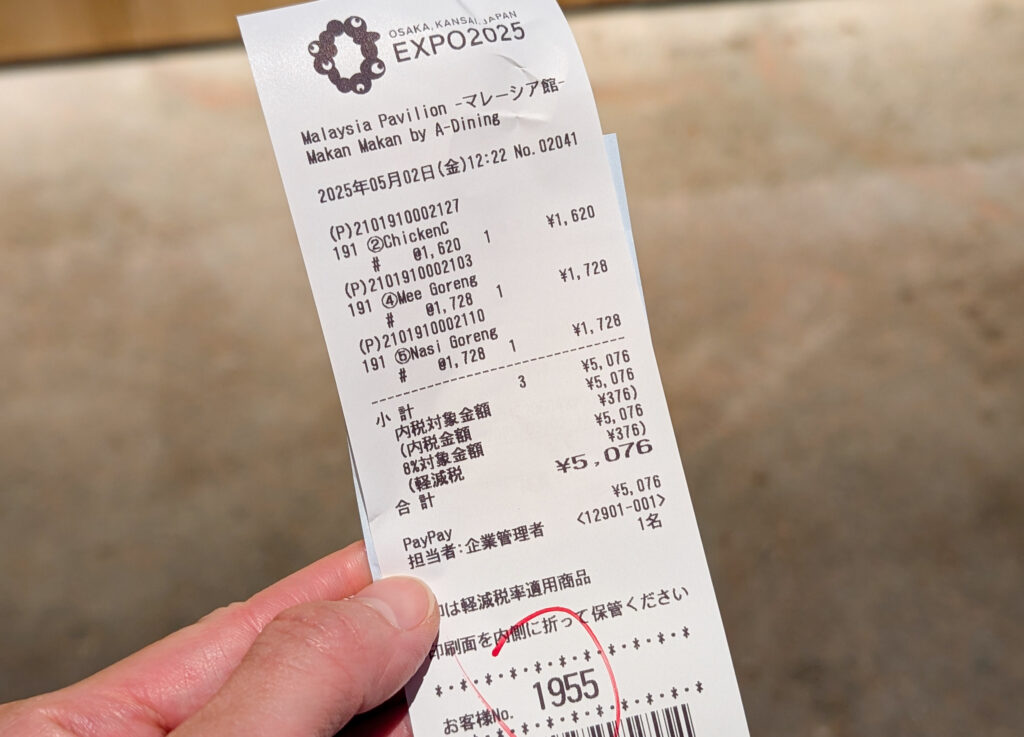 OSAKA, KANSAI, JAPAN
EXPO2025
Malaysia Pavilion -マレーシア館-
Makan Makan by A-Dining
2025年05月02日(金)12:22 No.02041
(P)2101910002127
191 ②ChickenC ¥1,620
# @1,620 1
(P)2101910002103
191 ④Mee Goreng ¥1,728
# @1,728 1
(P)2101910002110
191 ⑤Nasi Goreng ¥1,728
# @1,728 1
小計 3 ¥5,076
内税対象金額 ¥5,076
(内税金額 ¥376)
8%対象金額 ¥5,076
(軽減税 ¥376)
合計 ¥5,076
PayPay ¥5,076
担当者:企業管理者 <12901-001>
1名
は軽減税率適用商品
印刷面を内側に折って保管ください
*.*.*.*.*.*.*.*.*.*.*
お客様No. 1955
*.*.*.*.*.*.*.*.*.*.*